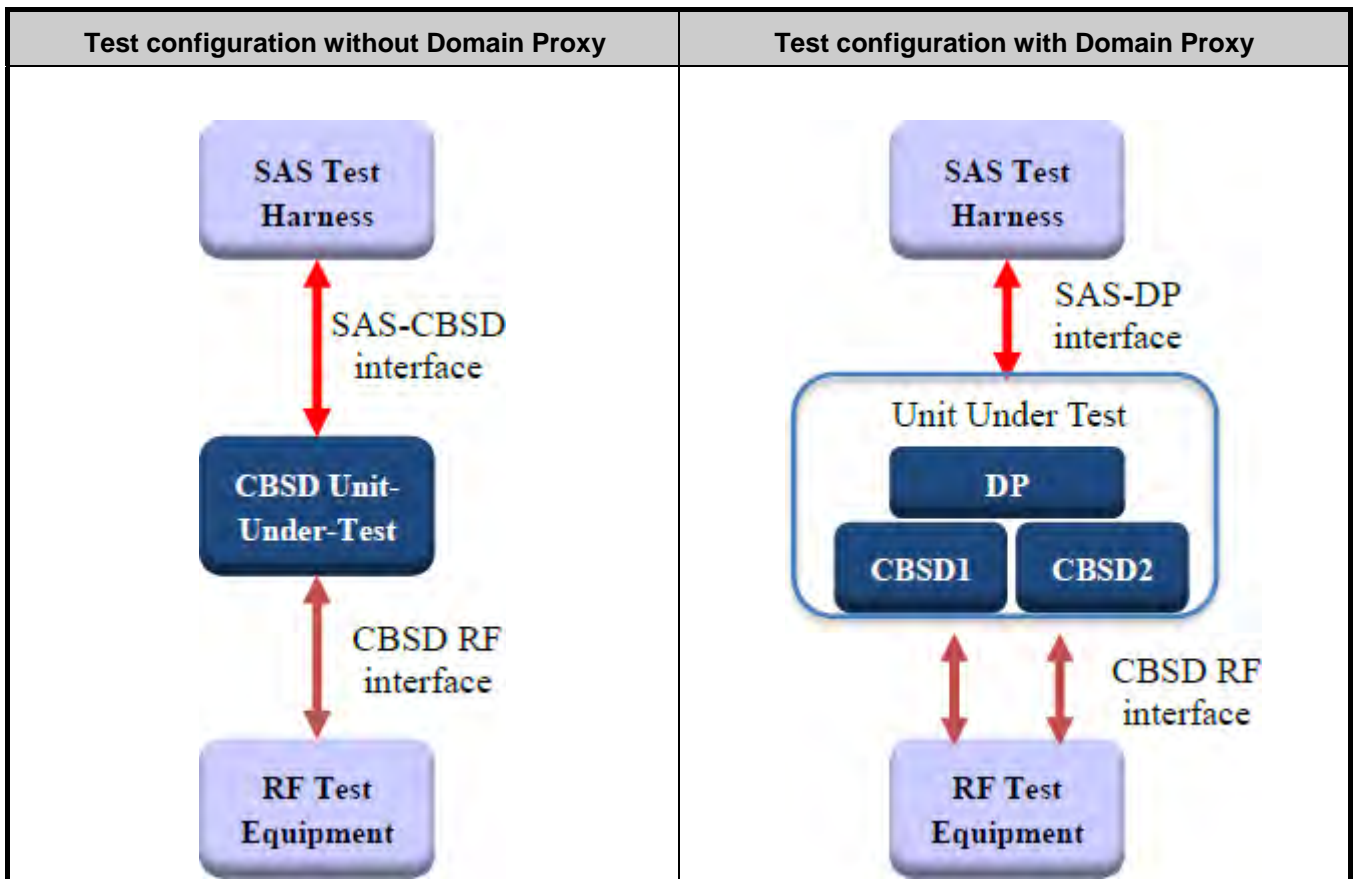 Test configuration without Domain Proxy
Test configuration with Domain Proxy
SAS Test
Harness
SAS-CBSD
interface
CBSD Unit-
Under-Test
CBSD RF
interface
RF Test
Equipment
SAS Test
Harness
SAS-DP
interface
Unit Under Test
DP
CBSD1
CBSD2
CBSD RF
interface
RF Test
Equipment